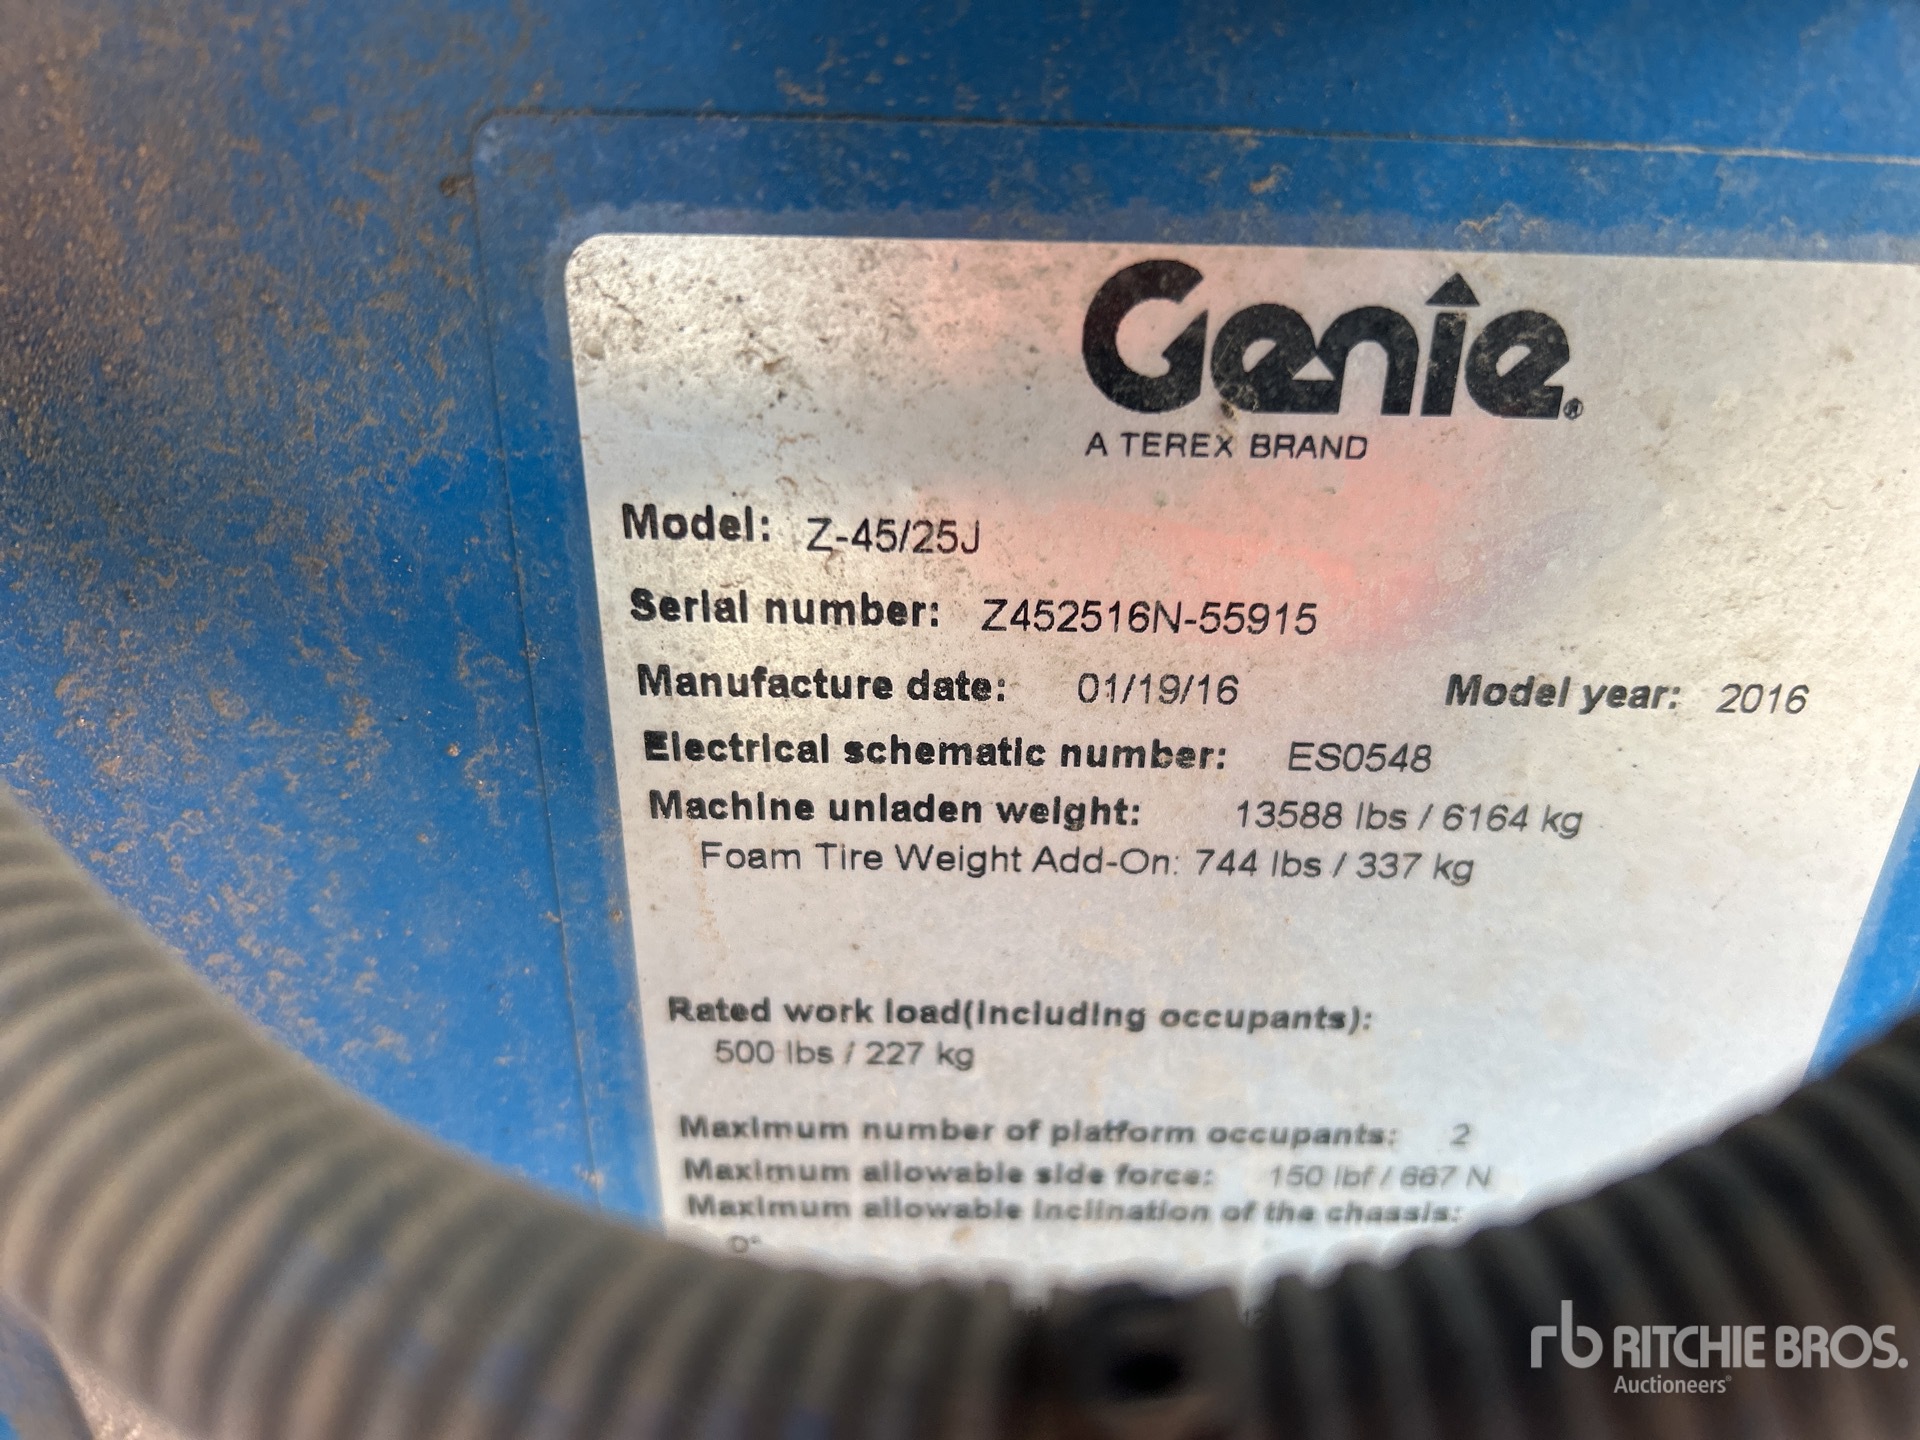 Genie®
A TEREX BRAND
Model: Z-45/25J
Serial number: Z452516N-55915
Manufacture date: 01/19/16 Model year: 2016
Electrical schematic number: ES0548
Machine unladen weight: 13588 lbs / 6164 kg
Foam Tire Weight Add-On: 744 lbs / 337 kg
Rated work load(including occupants):
500 lbs / 227 kg
Maximum number of platform occupants: 2
Maximum allowable side force: 150 lbf / 667 N
Maximum allowable inclination of the chassis:
0°
rb RITCHIE BROS.
Auctioneers®